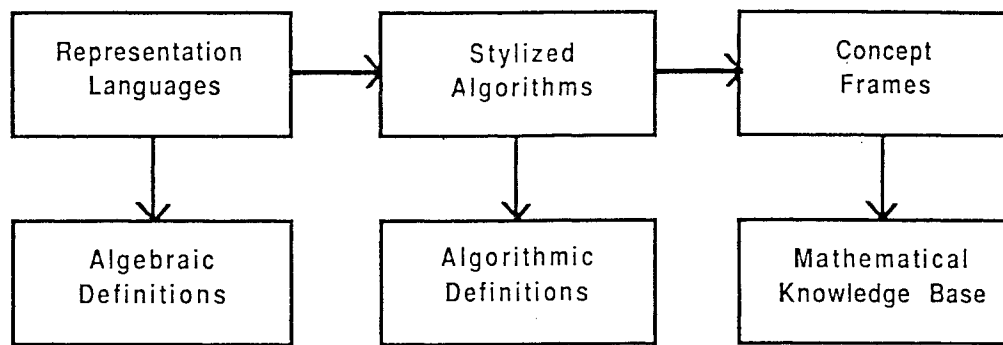 Representation
Languages
Stylized
Algorithms
Concept
Frames
Algebraic
Definitions
Algorithmic
Definitions
Mathematical
Knowledge Base